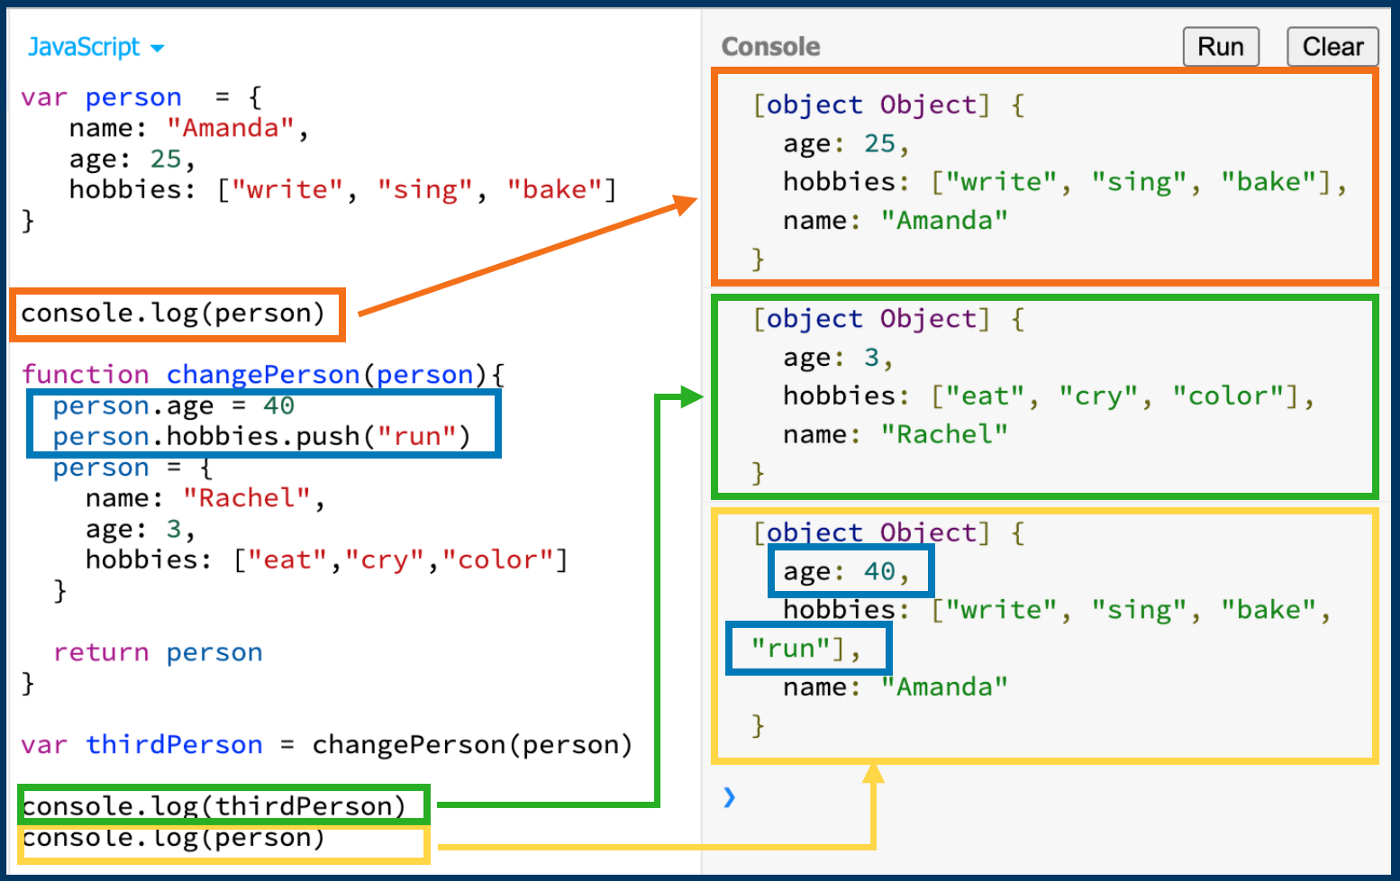 JavaScript
var person  = {
   name: "Amanda",
   age: 25,
   hobbies: ["write", "sing", "bake"]
}
console.log(person)
function changePerson(person){
  person.age = 40
  person.hobbies.push("run")
  person = {
    name: "Rachel",
    age: 3,
    hobbies: ["eat","cry","color"]
  }
  return person
}
var thirdPerson = changePerson(person)
console.log(thirdPerson)
console.log(person)
Console
Run
Clear
[object Object] {
  age: 25,
  hobbies: ["write", "sing", "bake"],
  name: "Amanda"
}
[object Object] {
  age: 3,
  hobbies: ["eat", "cry", "color"],
  name: "Rachel"
}
[object Object] {
  age: 40,
  hobbies: ["write", "sing", "bake",
"run"],
  name: "Amanda"
}
❯